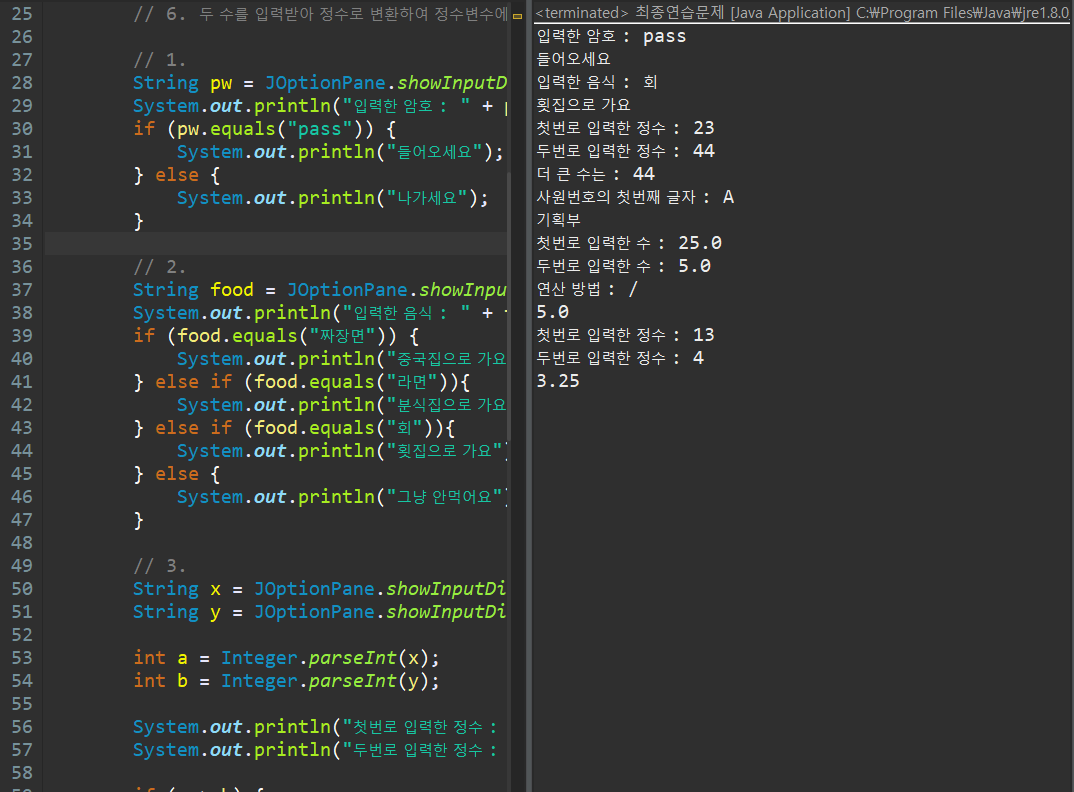 25 // 6. 두 수를 입력받아 정수로 변환하여 정수변수에
26
27 // 1.
28 String pw = JOptionPane.showInputD
29 System.out.println("입력한 암호 : " + p
30 if (pw.equals("pass")) {
31 System.out.println("들어오세요");
32 } else {
33 System.out.println("나가세요");
34 }
35
36 // 2.
37 String food = JOptionPane.showInpu
38 System.out.println("입력한 음식 : " +
39 if (food.equals("짜장면")) {
40 System.out.println("중국집으로 가요
41 } else if (food.equals("라면")){
42 System.out.println("분식집으로 가요
43 } else if (food.equals("회")){
44 System.out.println("횟집으로 가요"
45 } else {
46 System.out.println("그냥 안먹어요"
47 }
48
49 // 3.
50 String x = JOptionPane.showInputDi
51 String y = JOptionPane.showInputDi
52
53 int a = Integer.parseInt(x);
54 int b = Integer.parseInt(y);
55
56 System.out.println("첫번로 입력한 정수 :
57 System.out.println("두번로 입력한 정수 :
58
<terminated> 최종연습문제 [Java Application] C:₩Program Files₩Java₩jre1.8.0
입력한 암호 : pass
들어오세요
입력한 음식 : 회
횟집으로 가요
첫번로 입력한 정수 : 23
두번로 입력한 정수 : 44
더 큰 수는 : 44
사원번호의 첫번째 글자 : A
기획부
첫번로 입력한 수 : 25.0
두번로 입력한 수 : 5.0
연산 방법 : /
5.0
첫번로 입력한 정수 : 13
두번로 입력한 정수 : 4
3.25